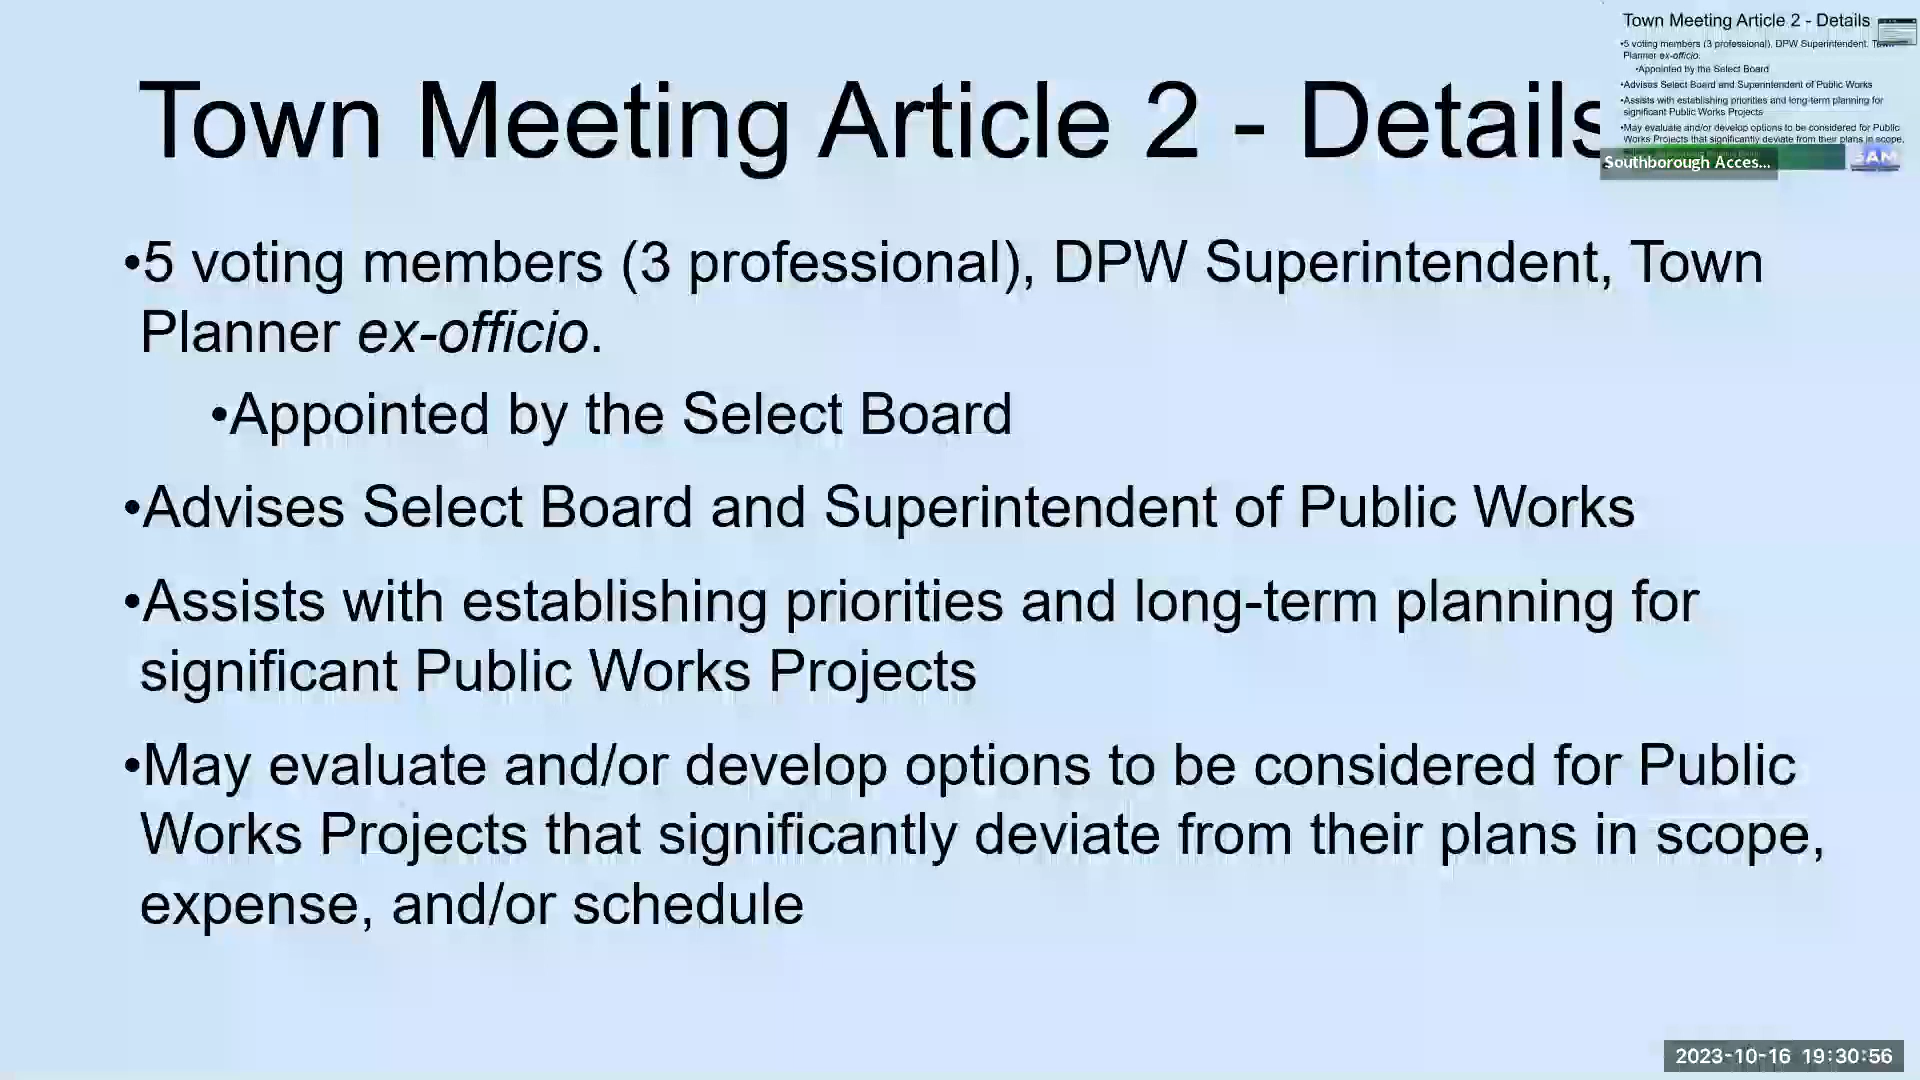 Town Meeting Article 2 - Details
•5 voting members (3 professional), DPW Superintendent, Town
Planner ex-officio.
•Appointed by the Select Board
•Advises Select Board and Superintendent of Public Works
•Assists with establishing priorities and long-term planning for
significant Public Works Projects
•May evaluate and/or develop options to be considered for Public
Works Projects that significantly deviate from their plans in scope,
expense, and/or schedule
Town Meeting Article 2 - Details
•5 voting members (3 professional), DPW Superintendent, Town
Planner ex-officio.
•Appointed by the Select Board
•Advises Select Board and Superintendent of Public Works
•Assists with establishing priorities and long-term planning for
significant Public Works Projects
•May evaluate and/or develop options to be considered for Public
Works Projects that significantly deviate from their plans in scope,
Southborough Acces...
SAM
2023-10-16 19:30:56